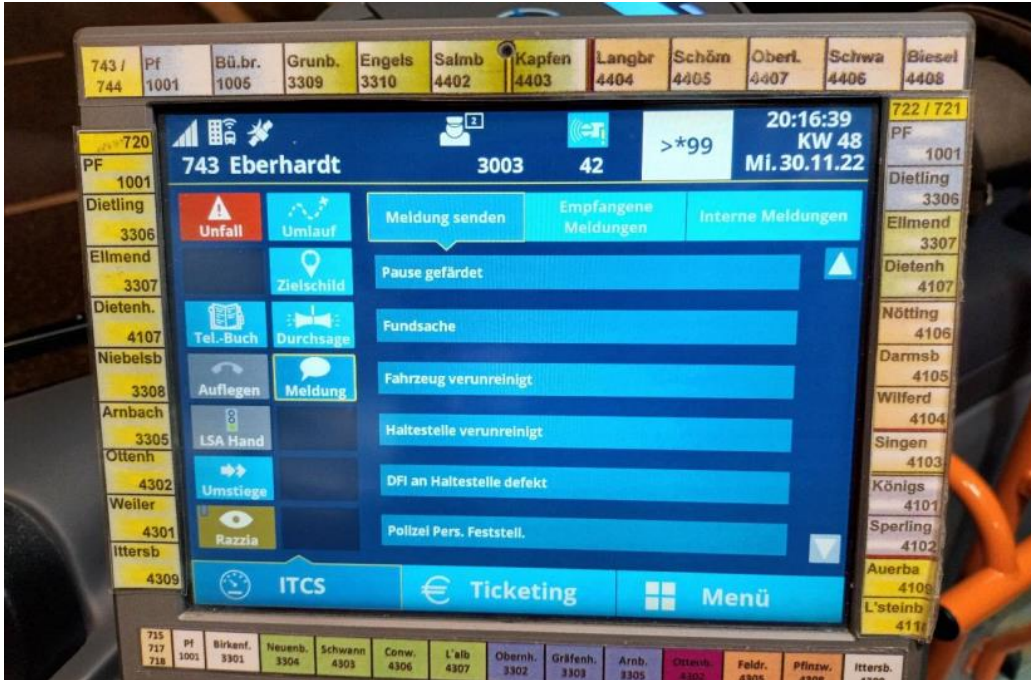 743 /
744
Pf
1001
Bü.br.
1005
Grunb.
3309
Engels
3310
Salmb
4402
Kapfen
4403
Langbr
4404
Schöm
4405
Oberl.
4407
Schwa
4406
Biesel
4408
720
PF
1001
Dietling
3306
Ellmend
3307
Dietenh.
4107
Niebelsb
3308
Arnbach
3305
Ottenh
4302
Weiler
4301
Ittersb
4309
2
20:16:39
KW 48
Mi. 30.11.22
743 Eberhardt
3003
42
>*99
Unfall
Umlauf
Zielschild
Tel.-Buch
Durchsage
Auflegen
Meldung
LSA Hand
Umstiege
Razzia
Meldung senden
Empfangene
Meldungen
Interne Meldungen
Pause gefärdet
Fundsache
Fahrzeug verunreinigt
Haltestelle verunreinigt
DFI an Haltestelle defekt
Polizei Pers. Feststell.
ITCS
€ Ticketing
Menü
722 / 721
PF
1001
Dietling
3306
Ellmend
3307
Dietenh
4107
Nötting
4106
Darmsb
4105
Wilferd
4104
Singen
4103
Königs
4101
Sperling
4102
Auerba
4109
L'steinb
715
717
718
Pf
1001
Birkenf.
3301
Neuenb.
3304
Schwann
4303
Conw.
4306
L'alb
4307
Obernh.
3302
Gräfenh.
3303
Arnb.
3305
Ottenh.
4302
Feldr.
4305
Pfinzw.
4308
Ittersb.